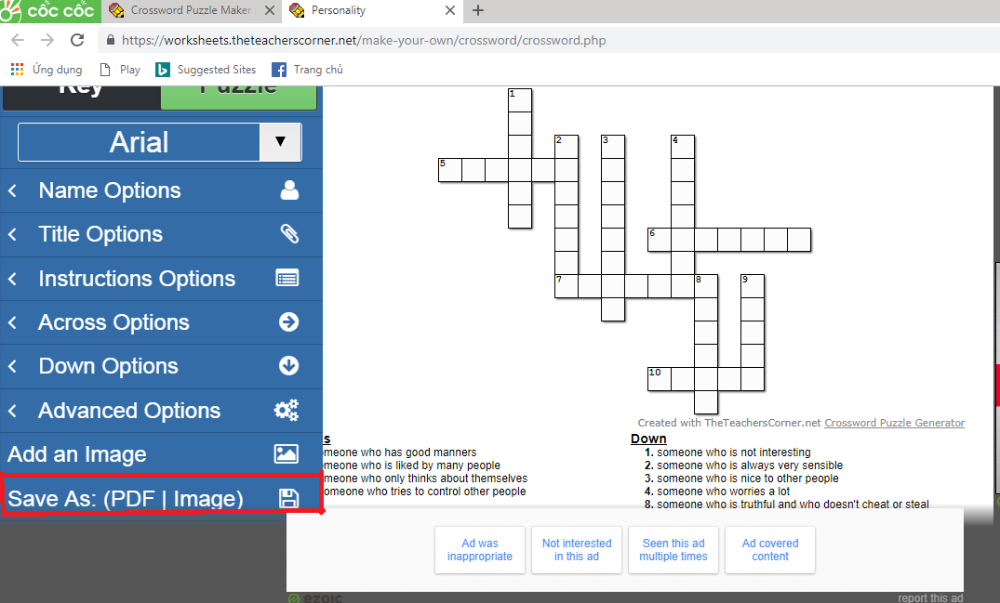 CỐC CỐC
Crossword Puzzle Maker
Personality
https://worksheets.theteacherscorner.net/make-your-own/crossword/crossword.php
Ứng dụng
Play
Suggested Sites
Trang chủ
Key
Puzzle
Arial
Name Options
Title Options
Instructions Options
Across Options
Down Options
Advanced Options
Add an Image
Save As: (PDF | Image)
1
2
3
4
5
6
7
8
9
10
Created with TheTeachersCorner.net Crossword Puzzle Generator
s
meone who has good manners
meone who is liked by many people
meone who only thinks about themselves
omeone who tries to control other people
Down
1. someone who is not interesting
2. someone who is always very sensible
3. someone who is nice to other people
4. someone who worries a lot
8. someone who is truthful and who doesn't cheat or steal
Ad was
inappropriate
Not interested
in this ad
Seen this ad
multiple times
Ad covered
content
ezoic
report this ad